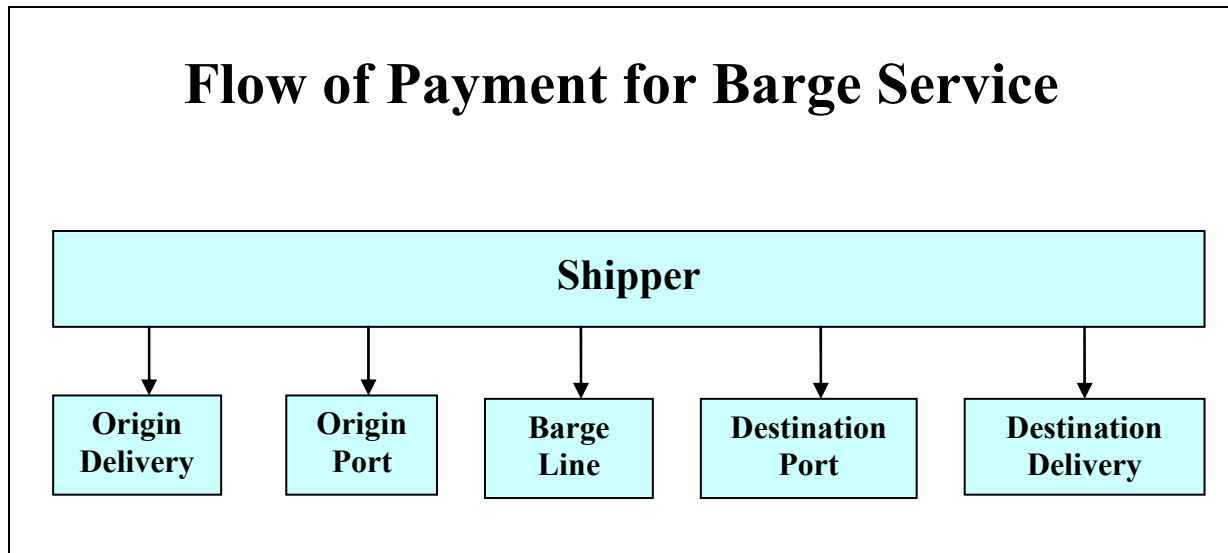 Flow of Payment for Barge Service
Shipper
Origin
Delivery
Origin
Port
Barge
Line
Destination
Port
Destination
Delivery